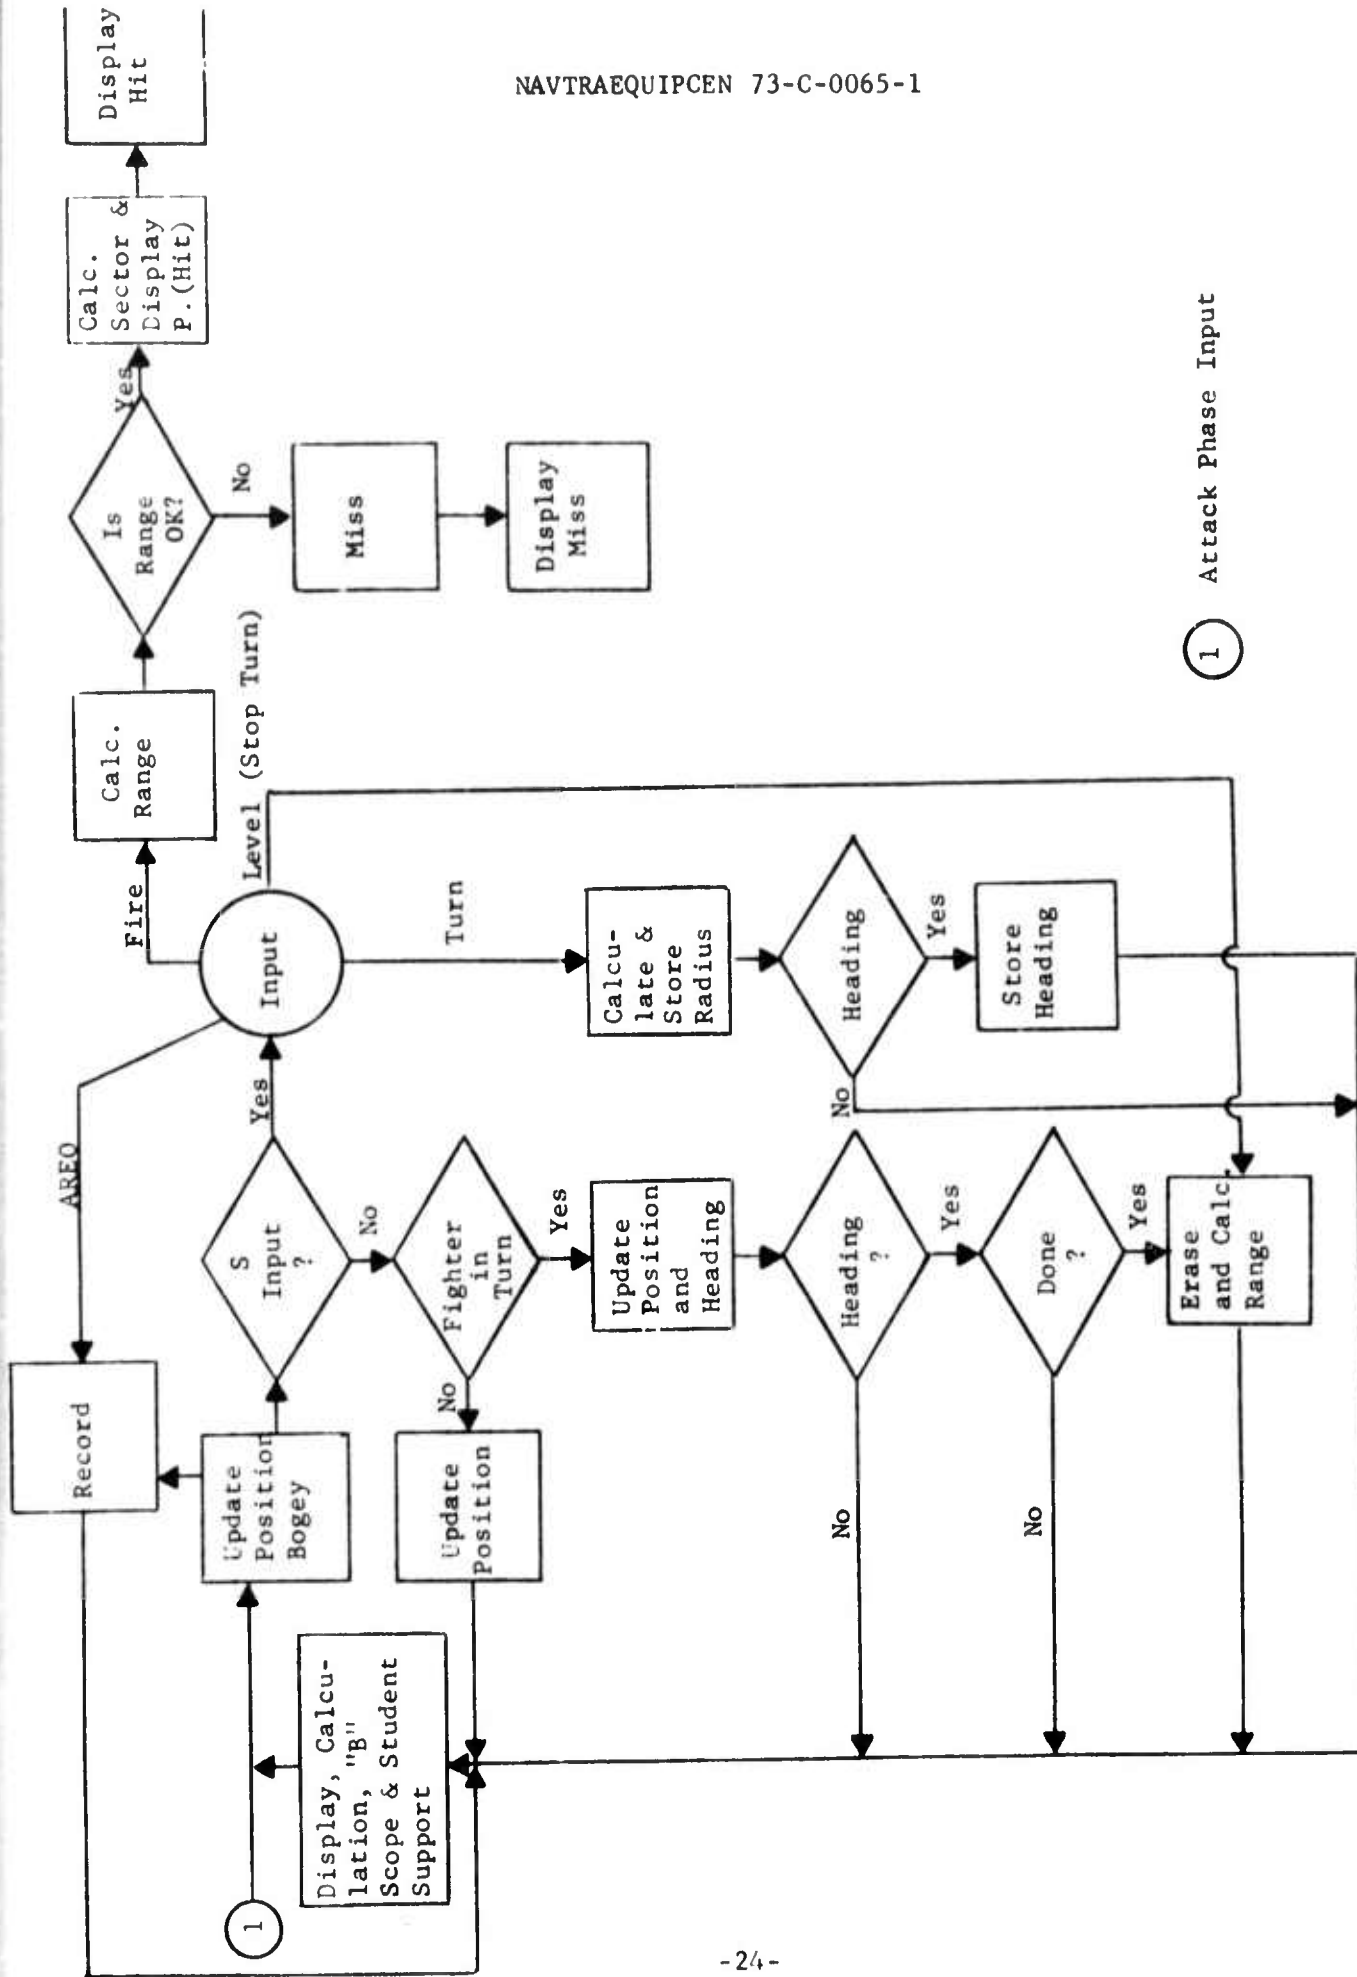 NAVTRAEQUIPCEN 73-C-0065-1
1
Display, Calcu-
lation, "B"
Scope & Student
Support
Record
Update
Position
Bogey
Update
Position
No
S
Input
?
Yes
No
Fighter
in
Turn
Yes
Update
Position
and
Heading
Heading
?
No
Yes
Done
?
No
Yes
Erase
and Calc.
Range
AREO
Input
Fire
Level (Stop Turn)
Turn
Calcu-
late &
Store
Radius
Heading
No
Yes
Store
Heading
Calc.
Range
Is
Range
OK?
Yes
No
Miss
Display
Miss
Calc.
Sector &
Display
P.(Hit)
Display
Hit
1 Attack Phase Input
-24-